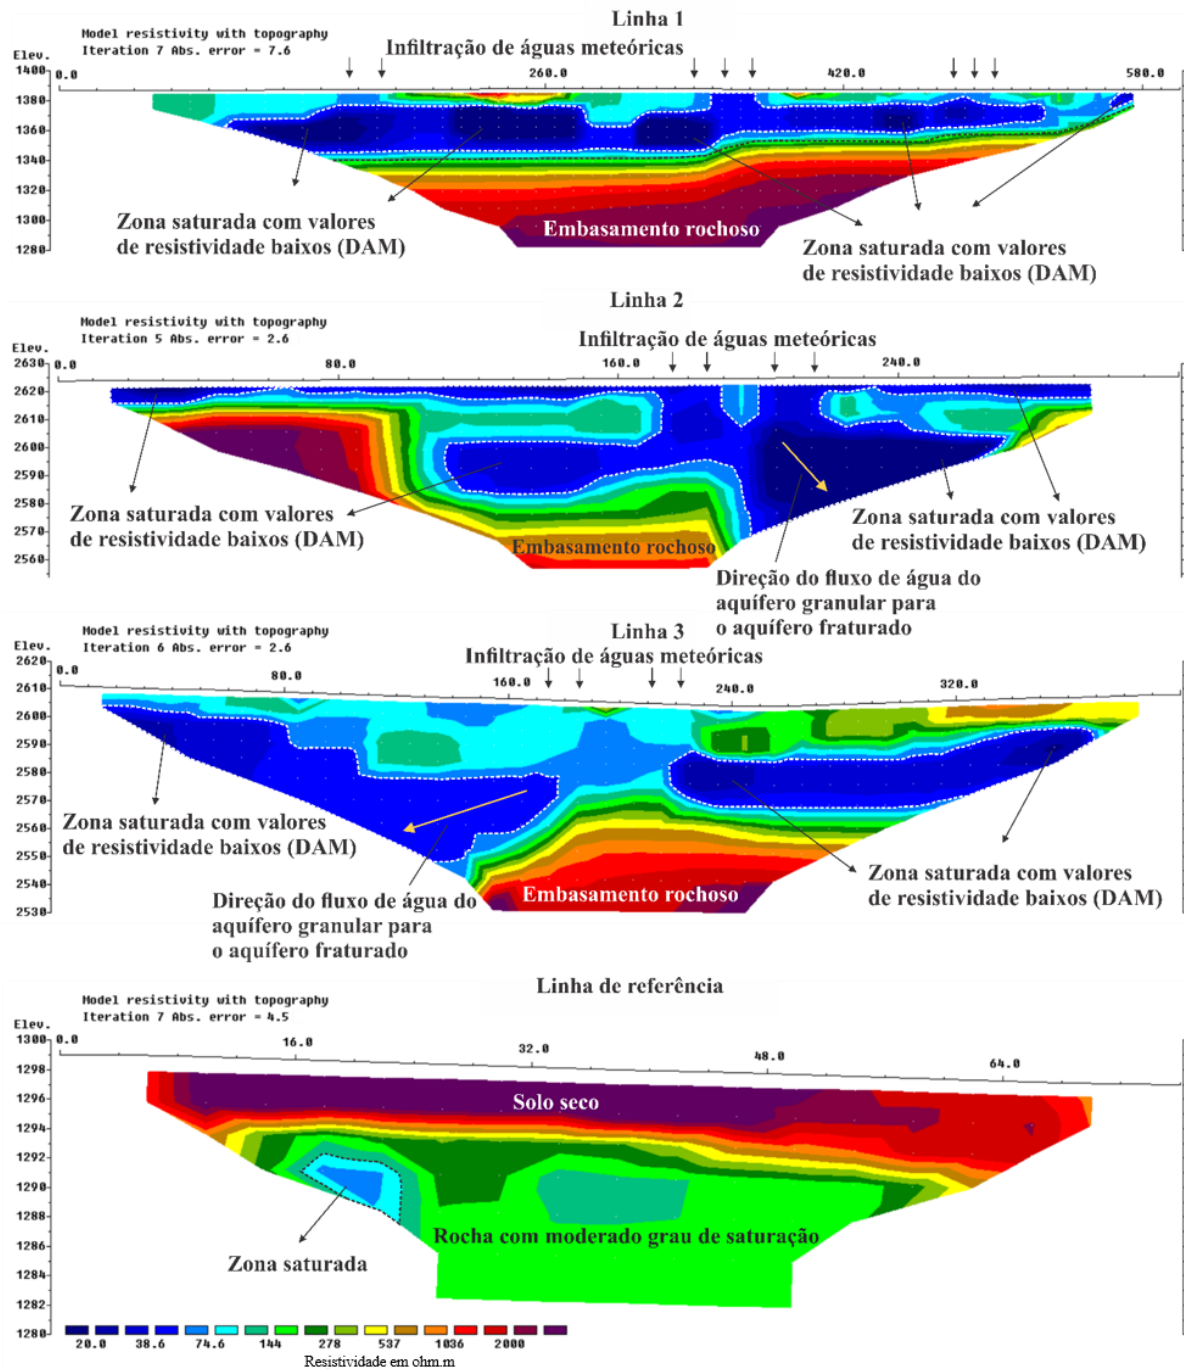 Linha 1
Model resistivity with topography
Iteration 7 Abs. error = 7.6
Infiltração de águas meteóricas
Elev.
0.0 260.0 420.0 580.0
1400
1380
1360
1340
1320
1300
1280
Zona saturada com valores
de resistividade baixos (DAM)
Embasamento rochoso
Zona saturada com valores
de resistividade baixos (DAM)
Linha 2
Model resistivity with topography
Iteration 5 Abs. error = 2.6
Infiltração de águas meteóricas
Elev.
0.0 80.0 160.0 240.0
2630
2620
2610
2600
2590
2580
2570
2560
Zona saturada com valores
de resistividade baixos (DAM)
Embasamento rochoso
Zona saturada com valores
de resistividade baixos (DAM)
Direção do fluxo de água do
aquífero granular para
o aquífero fraturado
Linha 3
Model resistivity with topography
Iteration 6 Abs. error = 2.6
Infiltração de águas meteóricas
Elev.
0.0 80.0 160.0 240.0 320.0
2620
2610
2600
2590
2580
2570
2560
2550
2540
2530
Zona saturada com valores
de resistividade baixos (DAM)
Direção do fluxo de água do
aquífero granular para
o aquífero fraturado
Embasamento rochoso
Zona saturada com valores
de resistividade baixos (DAM)
Linha de referência
Model resistivity with topography
Iteration 7 Abs. error = 4.5
Elev.
0.0 16.0 32.0 48.0 64.0
1300
1298
1296
1294
1292
1290
1288
1286
1284
1282
1280
Solo seco
Rocha com moderado grau de saturação
Zona saturada
20.0 38.6 74.6 144 278 537 1036 2000
Resistividade em ohm.m